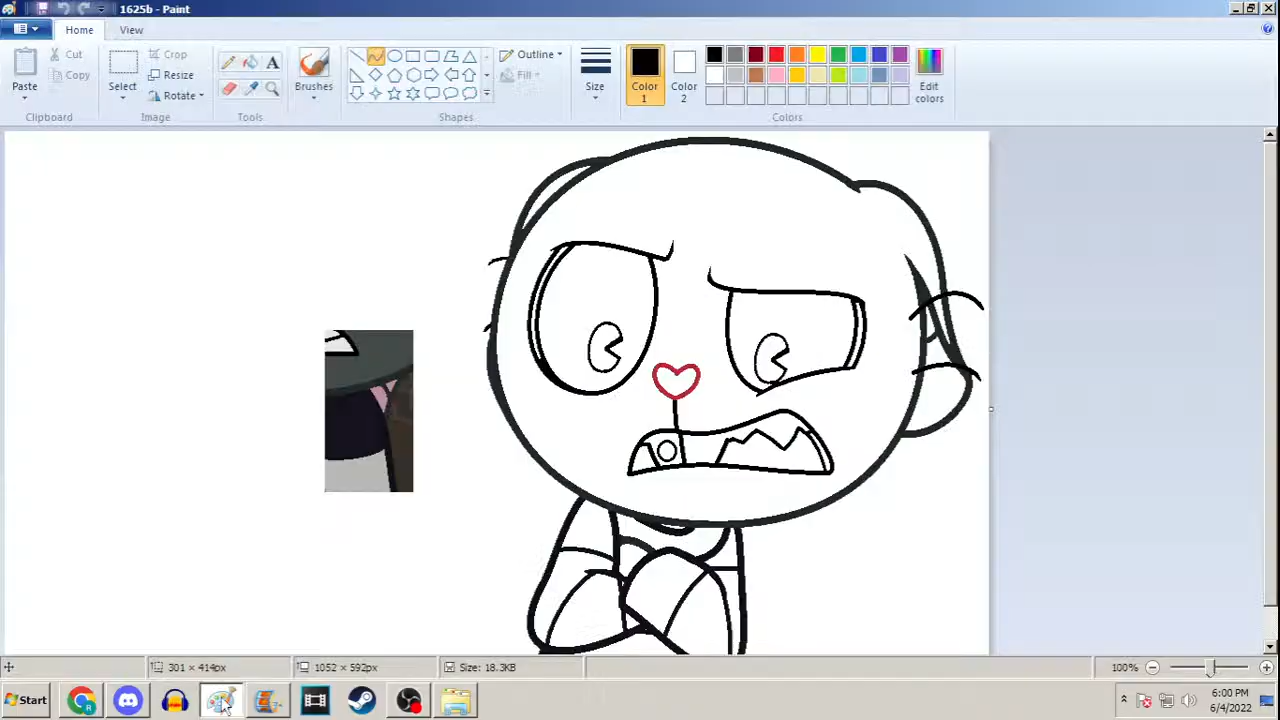 1625b - Paint
Home View
Paste
Cut
Copy
Select
Crop
Resize
Rotate
A
Brushes
Outline
Fill
Size
Color 1
Color 2
Edit colors
Clipboard Image Tools Shapes Colors
301 × 414px 1052 × 592px Size: 18.3KB 100%
Start
6:00 PM
6/4/2022